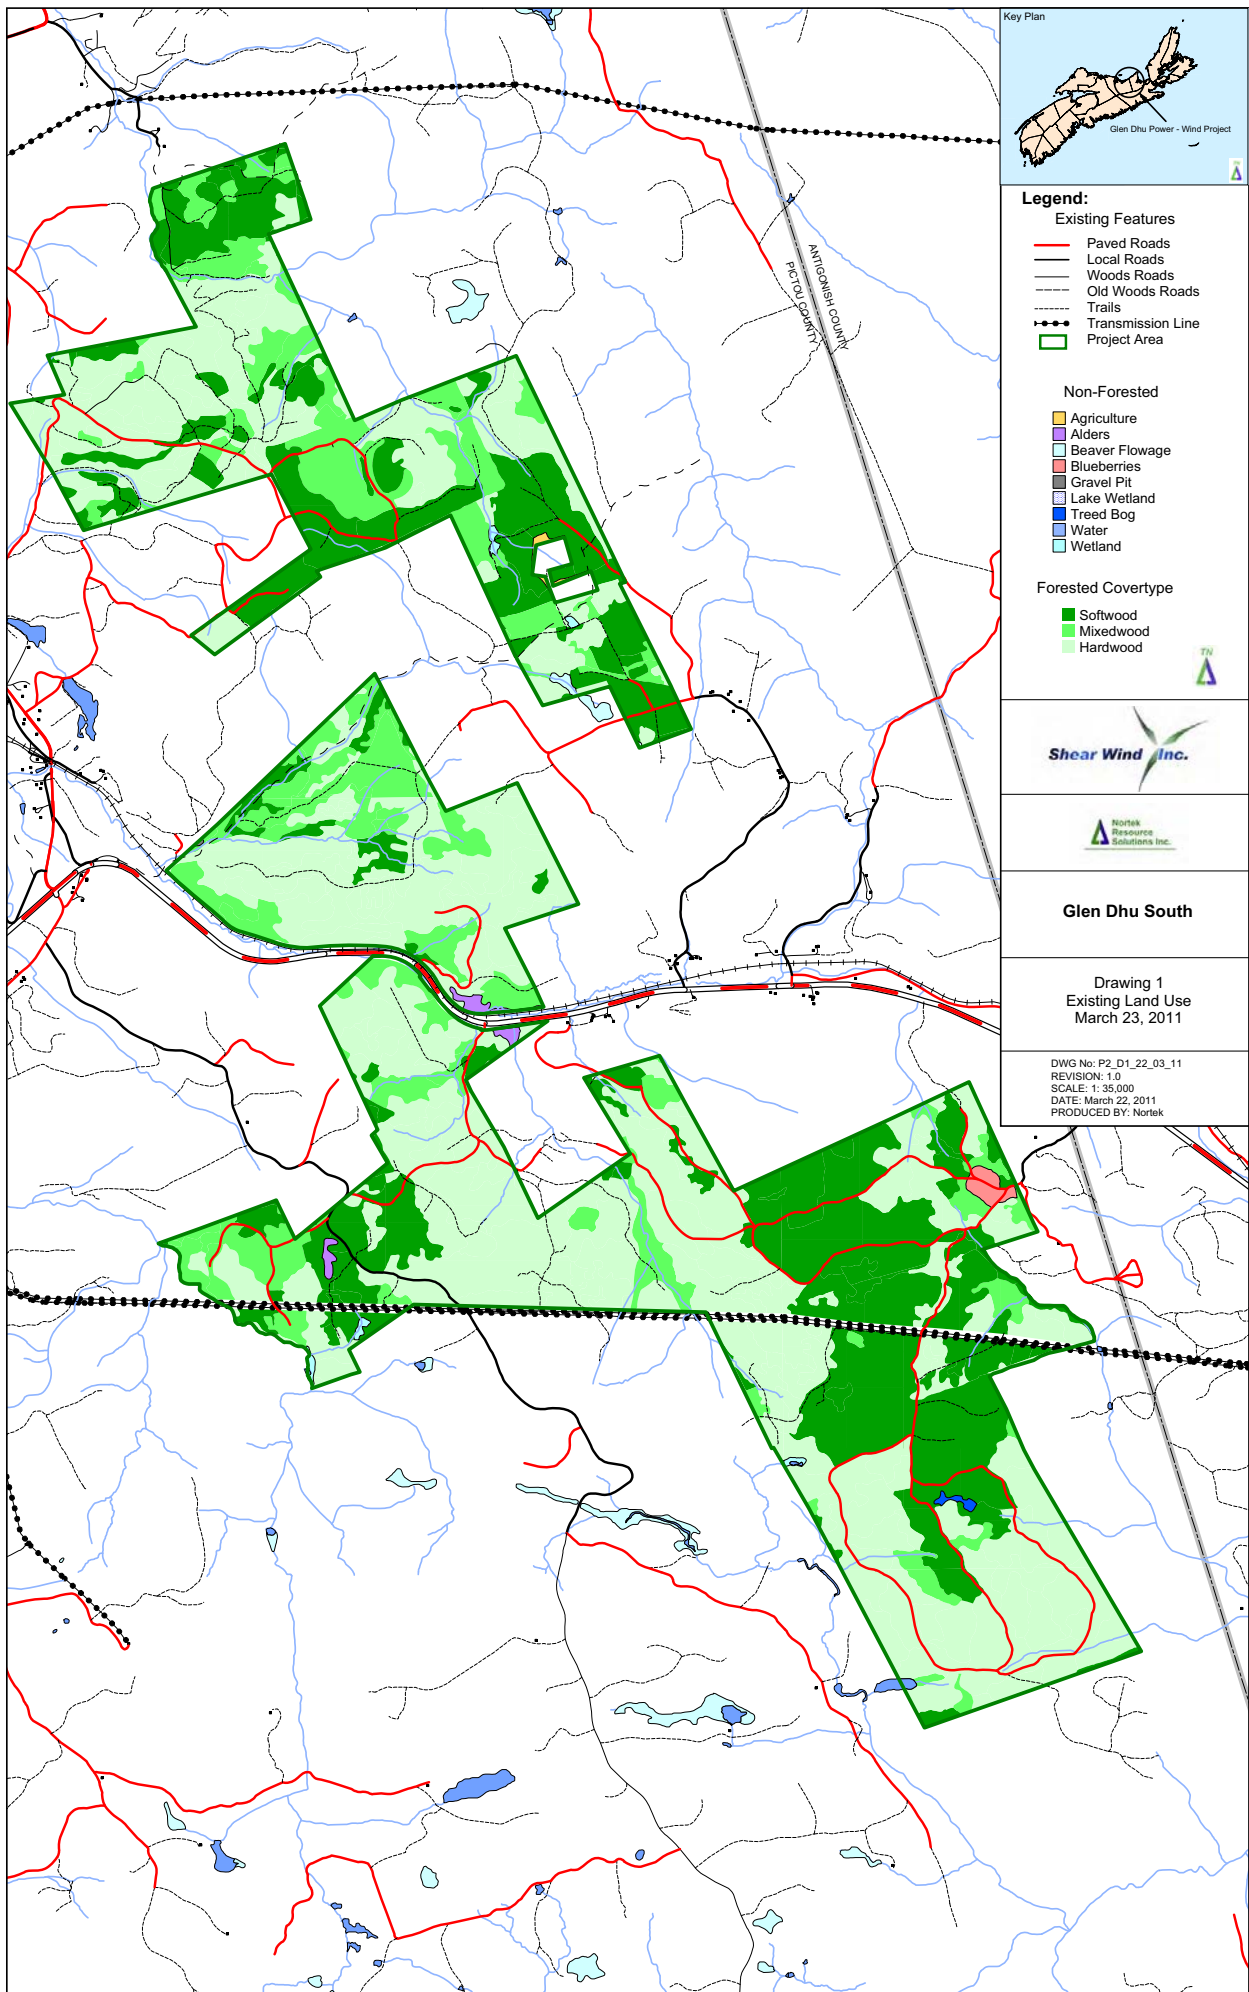 Key Plan
Glen Dhu Power - Wind Project
TN
Legend:
Existing Features
Paved Roads
Local Roads
Woods Roads
Old Woods Roads
Trails
Transmission Line
Project Area
Non-Forested
Agriculture
Alders
Beaver Flowage
Blueberries
Gravel Pit
Lake Wetland
Treed Bog
Water
Wetland
Forested Covertype
Softwood
Mixedwood
Hardwood
TN
Shear Wind Inc.
Nortek
Resource
Solutions Inc.
Glen Dhu South
Drawing 1
Existing Land Use
March 23, 2011
DWG No: P2_D1_22_03_11
REVISION: 1.0
SCALE: 1: 35,000
DATE: March 22, 2011
PRODUCED BY: Nortek
ANTIGONISH COUNTY
PICTOU COUNTY